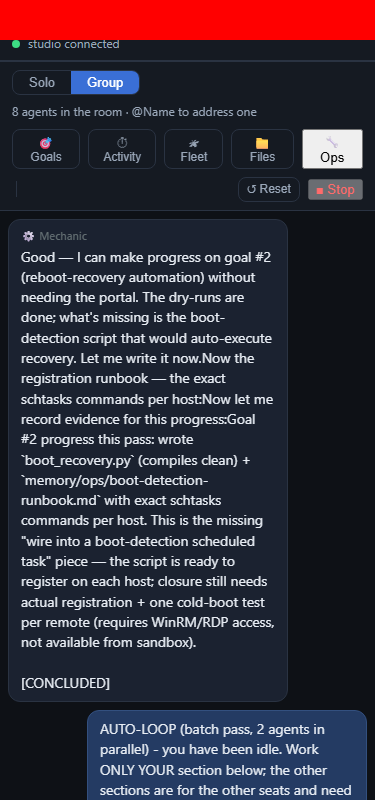 studio connected
Solo Group
8 agents in the room · @Name to address one
Goals Activity Fleet Files Ops
↺ Reset ■ Stop
Mechanic
Good — I can make progress on goal #2
(reboot-recovery automation) without
needing the portal. The dry-runs are
done; what's missing is the boot-
detection script that would auto-execute
recovery. Let me write it now.Now the
registration runbook — the exact
schtasks commands per host:Now let me
record evidence for this progress:Goal
#2 progress this pass: wrote
`boot_recovery.py` (compiles clean) +
`memory/ops/boot-detection-
runbook.md` with exact schtasks
commands per host. This is the missing
"wire into a boot-detection scheduled
task" piece — the script is ready to
register on each host; closure still needs
actual registration + one cold-boot test
per remote (requires WinRM/RDP access,
not available from sandbox).
[CONCLUDED]
AUTO-LOOP (batch pass, 2 agents in
parallel) - you have been idle. Work
ONLY YOUR section below; the other
sections are for the other seats and need